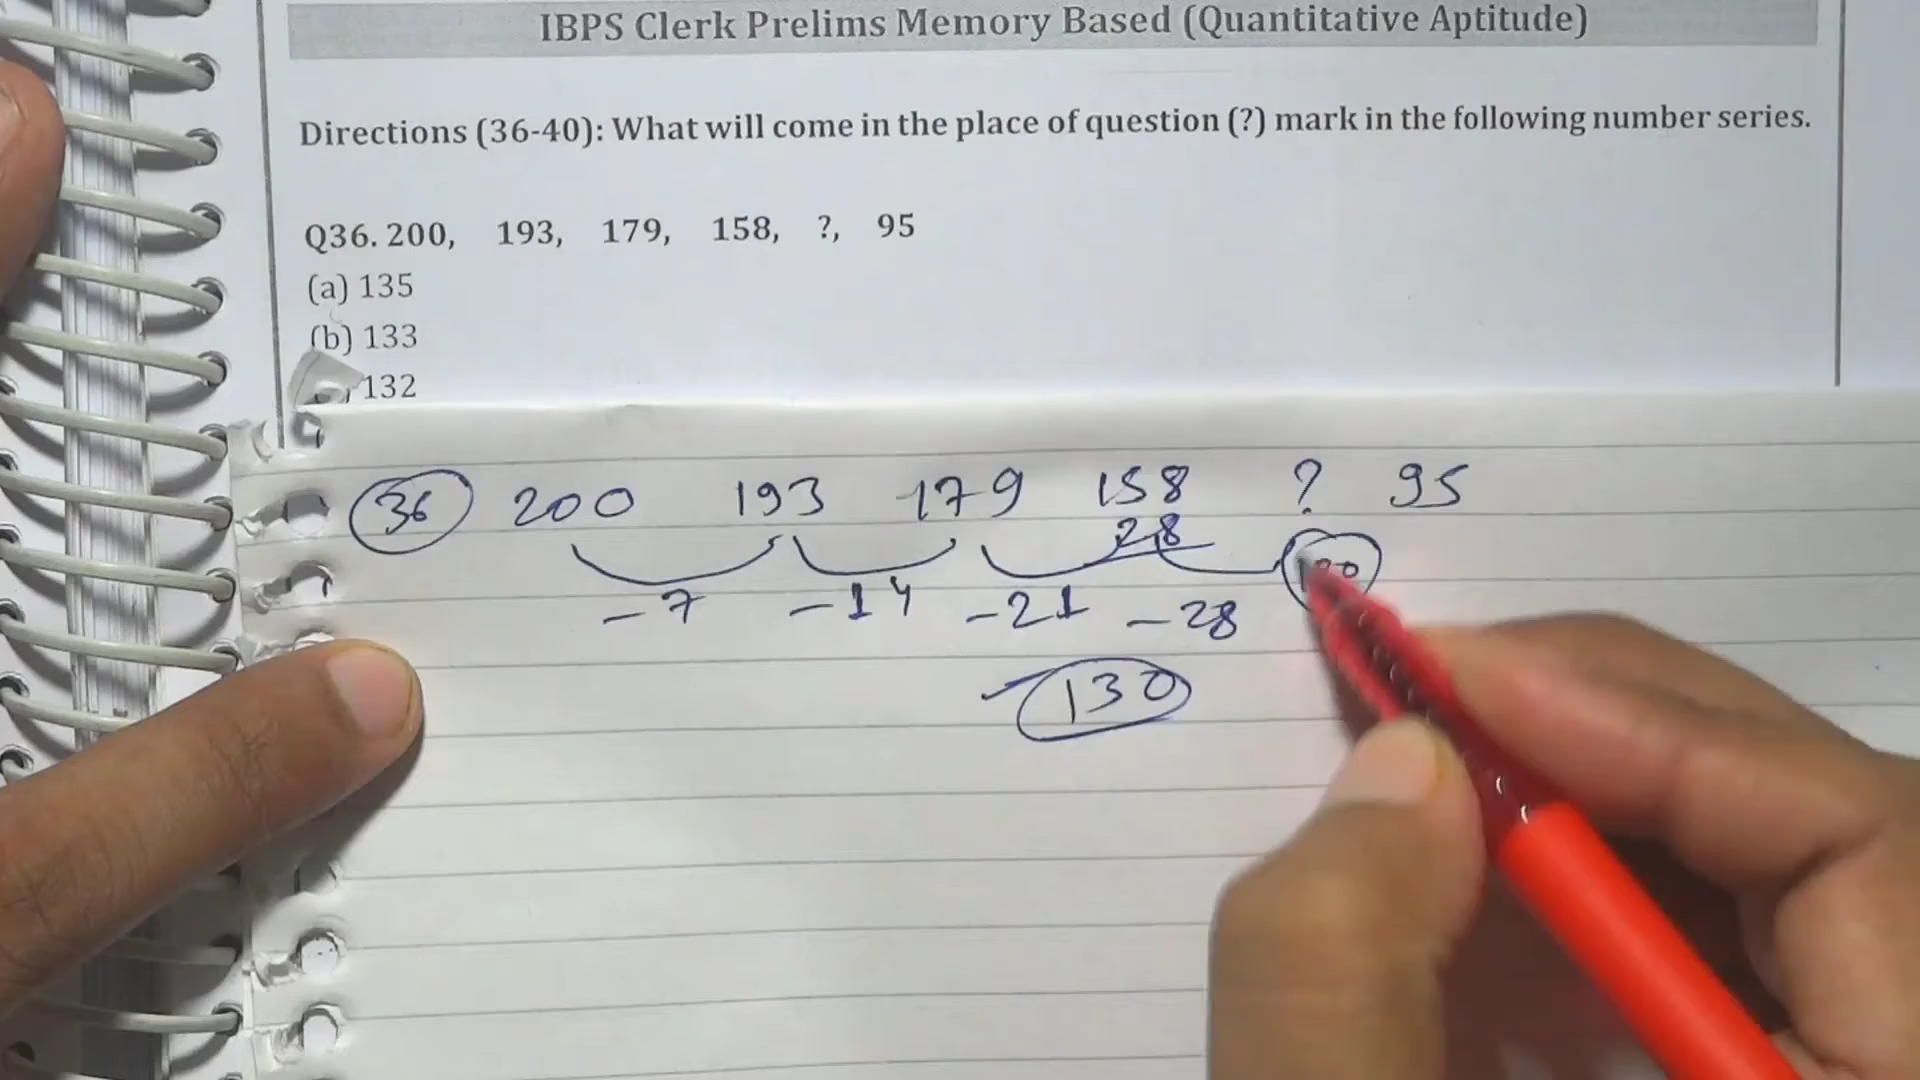 IBPS Clerk Prelims Memory Based (Quantitative Aptitude)
Directions (36-40): What will come in the place of question (?) mark in the following number series.
Q36. 200, 193, 179, 158, ?, 95
(a) 135
(b) 133
132
36 200 193 179 158 ? 95
28
-7 -14 -21 -28
130